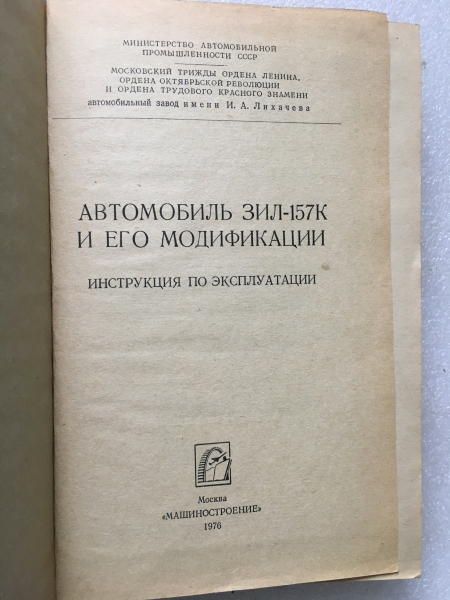 МИНИСТЕРСТВО АВТОМОБИЛЬНОЙ
ПРОМЫШЛЕННОСТИ СССР
МОСКОВСКИЙ ТРИЖДЫ ОРДЕНА ЛЕНИНА,
ОРДЕНА ОКТЯБРЬСКОЙ РЕВОЛЮЦИИ
И ОРДЕНА ТРУДОВОГО КРАСНОГО ЗНАМЕНИ
автомобильный завод имени И. А. Лихачева
АВТОМОБИЛЬ ЗИЛ-157К
И ЕГО МОДИФИКАЦИИ
ИНСТРУКЦИЯ ПО ЭКСПЛУАТАЦИИ
Москва
«МАШИНОСТРОЕНИЕ»
1976